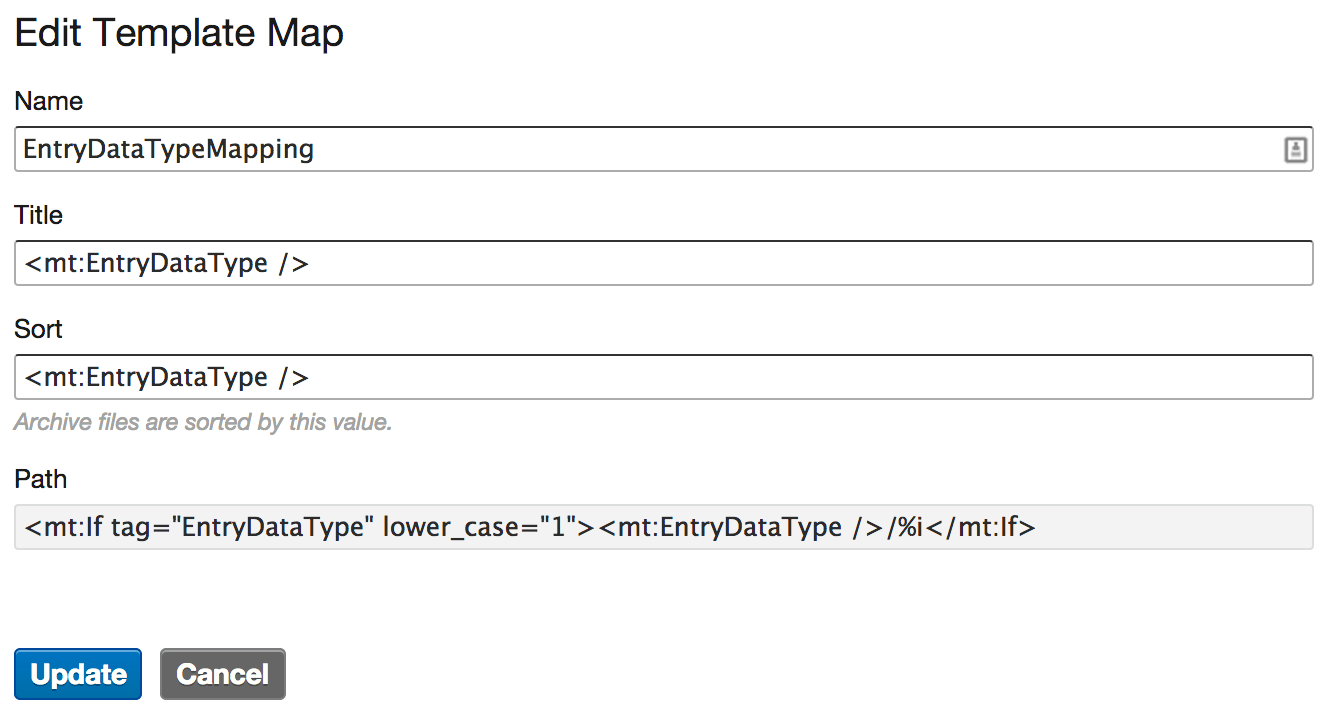 Edit Template Map
Name
EntryDataTypeMapping
Title
<mt:EntryDataType />
Sort
<mt:EntryDataType />
Archive files are sorted by this value.
Path
<mt:If tag="EntryDataType" lower_case="1"><mt:EntryDataType />/%i</mt:If>
Update Cancel